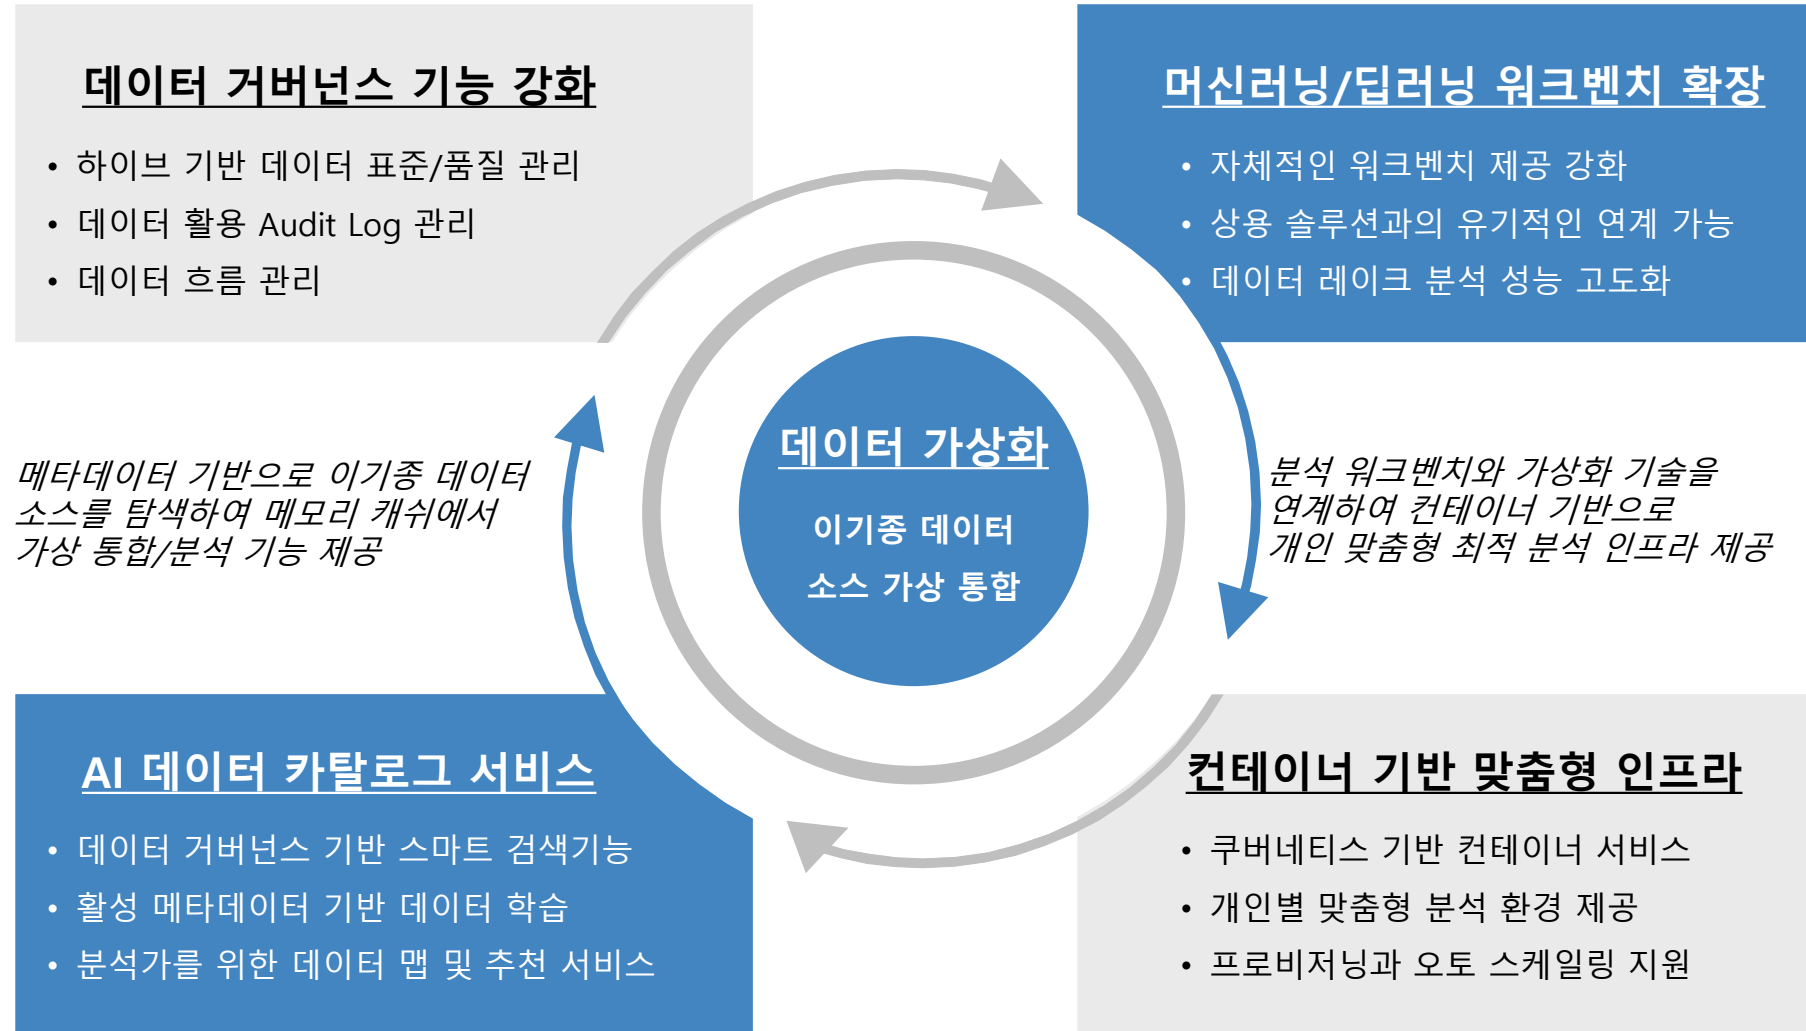 데이터 거버넌스 기능 강화
• 하이브 기반 데이터 표준/품질 관리
• 데이터 활용 Audit Log 관리
• 데이터 흐름 관리
머신러닝/딥러닝 워크벤치 확장
• 자체적인 워크벤치 제공 강화
• 상용 솔루션과의 유기적인 연계 가능
• 데이터 레이크 분석 성능 고도화
메타데이터 기반으로 이기종 데이터
소스를 탐색하여 메모리 캐쉬에서
가상 통합/분석 기능 제공
데이터 가상화
이기종 데이터
소스 가상 통합
분석 워크벤치와 가상화 기술을
연계하여 컨테이너 기반으로
개인 맞춤형 최적 분석 인프라 제공
AI 데이터 카탈로그 서비스
• 데이터 거버넌스 기반 스마트 검색기능
• 활성 메타데이터 기반 데이터 학습
• 분석가를 위한 데이터 맵 및 추천 서비스
컨테이너 기반 맞춤형 인프라
• 쿠버네티스 기반 컨테이너 서비스
• 개인별 맞춤형 분석 환경 제공
• 프로비저닝과 오토 스케일링 지원